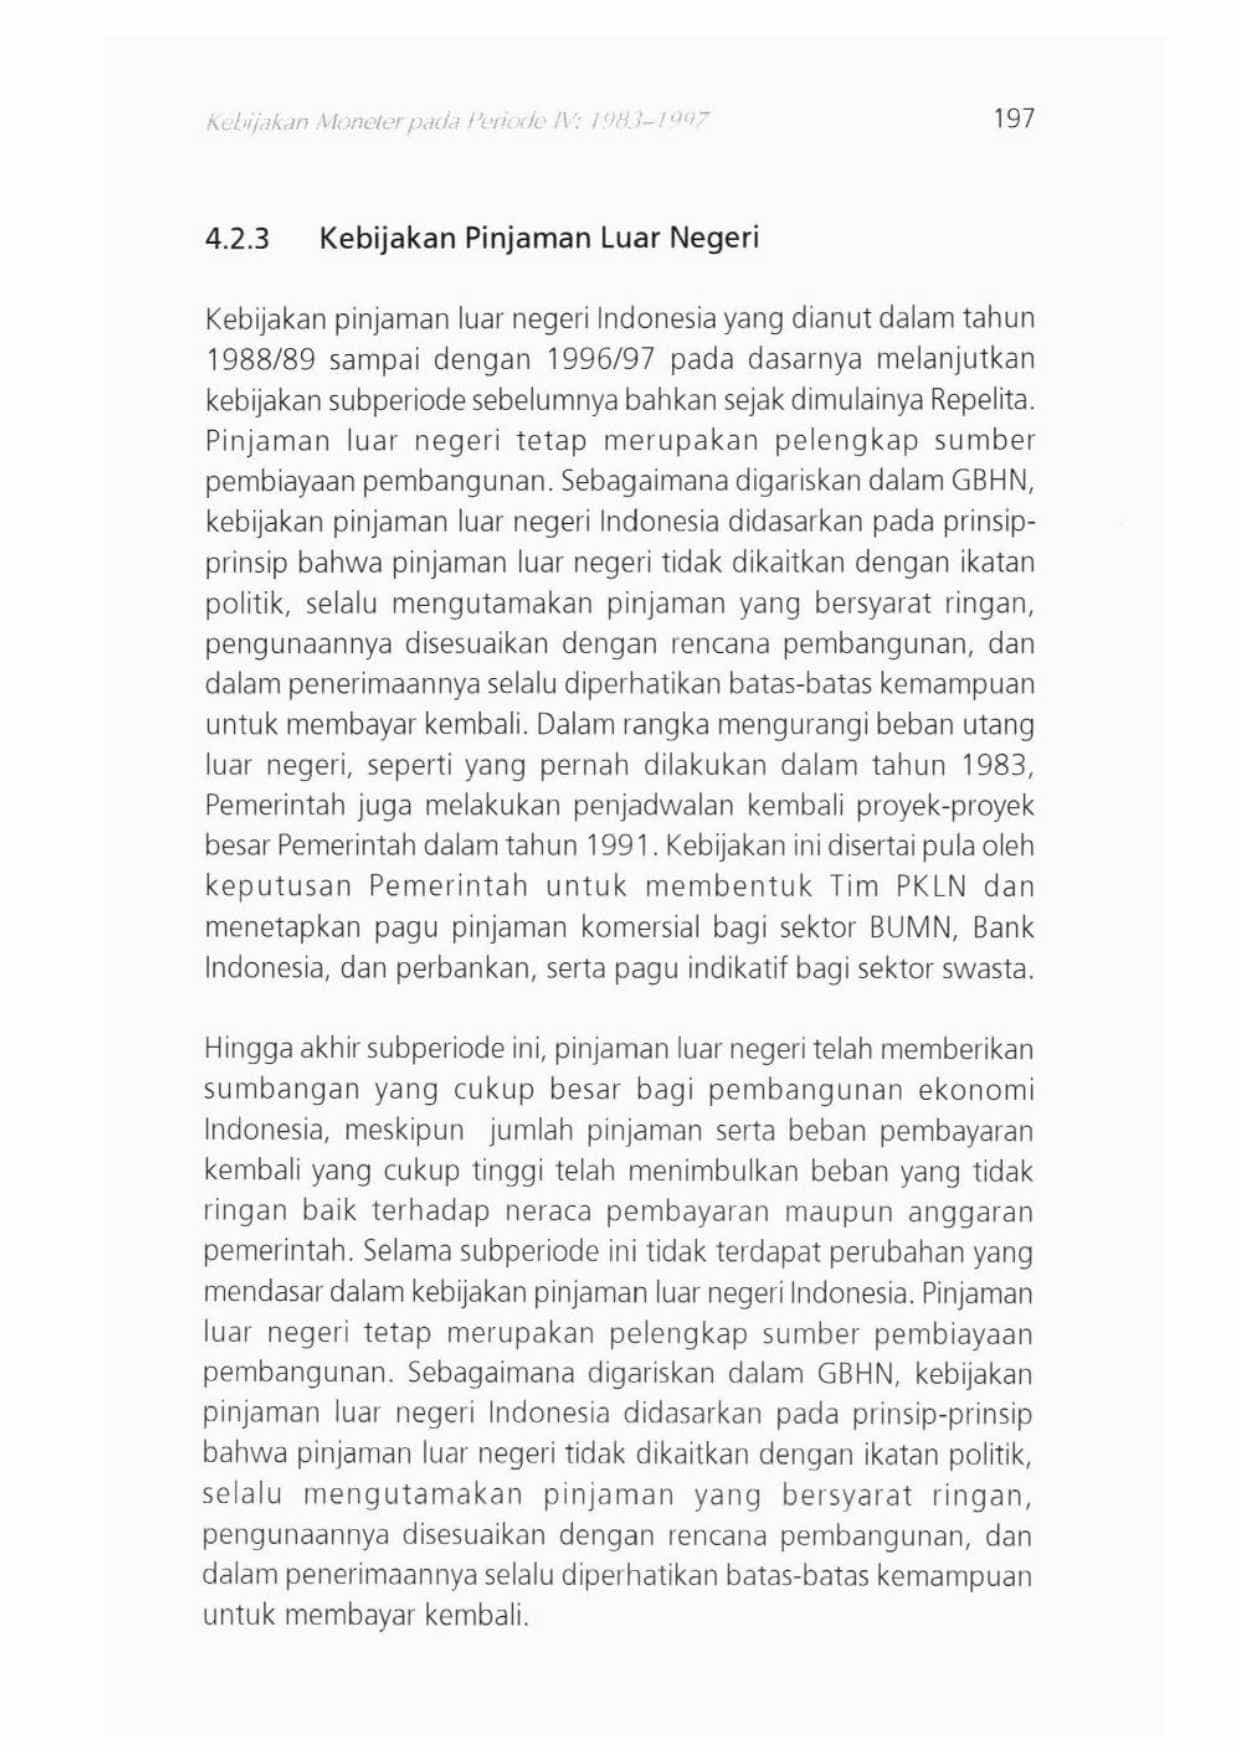 Kebijakan Moneter pada Periode IV: 1983–1997 197
4.2.3 Kebijakan Pinjaman Luar Negeri
Kebijakan pinjaman luar negeri Indonesia yang dianut dalam tahun
1988/89 sampai dengan 1996/97 pada dasarnya melanjutkan
kebijakan subperiode sebelumnya bahkan sejak dimulainya Repelita.
Pinjaman luar negeri tetap merupakan pelengkap sumber
pembiayaan pembangunan. Sebagaimana digariskan dalam GBHN,
kebijakan pinjaman luar negeri Indonesia didasarkan pada prinsip-
prinsip bahwa pinjaman luar negeri tidak dikaitkan dengan ikatan
politik, selalu mengutamakan pinjaman yang bersyarat ringan,
pengunaannya disesuaikan dengan rencana pembangunan, dan
dalam penerimaannya selalu diperhatikan batas-batas kemampuan
untuk membayar kembali. Dalam rangka mengurangi beban utang
luar negeri, seperti yang pernah dilakukan dalam tahun 1983,
Pemerintah juga melakukan penjadwalan kembali proyek-proyek
besar Pemerintah dalam tahun 1991. Kebijakan ini disertai pula oleh
keputusan Pemerintah untuk membentuk Tim PKLN dan
menetapkan pagu pinjaman komersial bagi sektor BUMN, Bank
Indonesia, dan perbankan, serta pagu indikatif bagi sektor swasta.
Hingga akhir subperiode ini, pinjaman luar negeri telah memberikan
sumbangan yang cukup besar bagi pembangunan ekonomi
Indonesia, meskipun jumlah pinjaman serta beban pembayaran
kembali yang cukup tinggi telah menimbulkan beban yang tidak
ringan baik terhadap neraca pembayaran maupun anggaran
pemerintah. Selama subperiode ini tidak terdapat perubahan yang
mendasar dalam kebijakan pinjaman luar negeri Indonesia. Pinjaman
luar negeri tetap merupakan pelengkap sumber pembiayaan
pembangunan. Sebagaimana digariskan dalam GBHN, kebijakan
pinjaman luar negeri Indonesia didasarkan pada prinsip-prinsip
bahwa pinjaman luar negeri tidak dikaitkan dengan ikatan politik,
selalu mengutamakan pinjaman yang bersyarat ringan,
pengunaannya disesuaikan dengan rencana pembangunan, dan
dalam penerimaannya selalu diperhatikan batas-batas kemampuan
untuk membayar kembali.